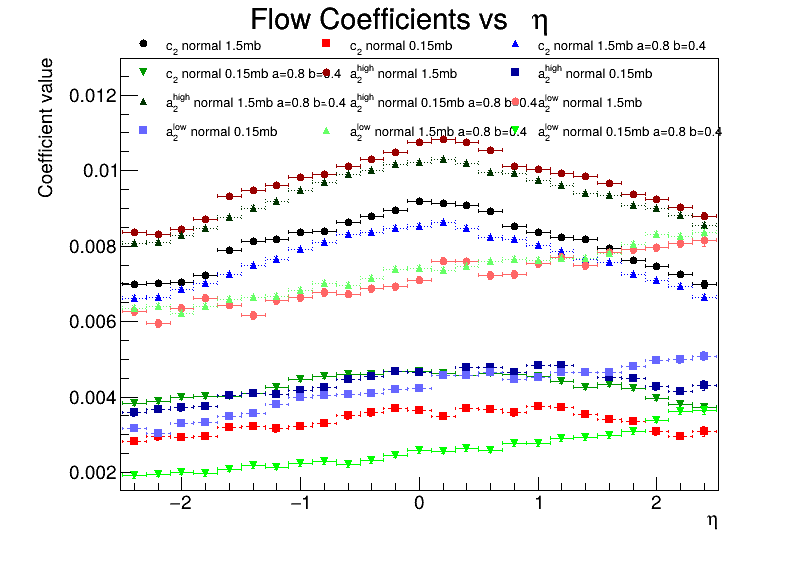 Flow Coefficients vs η
c2 normal 1.5mb c2 normal 0.15mb c2 normal 1.5mb a=0.8 b=0.4
c2 normal 0.15mb a=0.8 b=0.4 a2high normal 1.5mb a2high normal 0.15mb
a2high normal 1.5mb a=0.8 b=0.4 a2high normal 0.15mb a=0.8 b=0.4 a2low normal 1.5mb
a2low normal 0.15mb a2low normal 1.5mb a=0.8 b=0.4 a2low normal 0.15mb a=0.8 b=0.4
Coefficient value
0.012
0.01
0.008
0.006
0.004
0.002
−2 −1 0 1 2
η